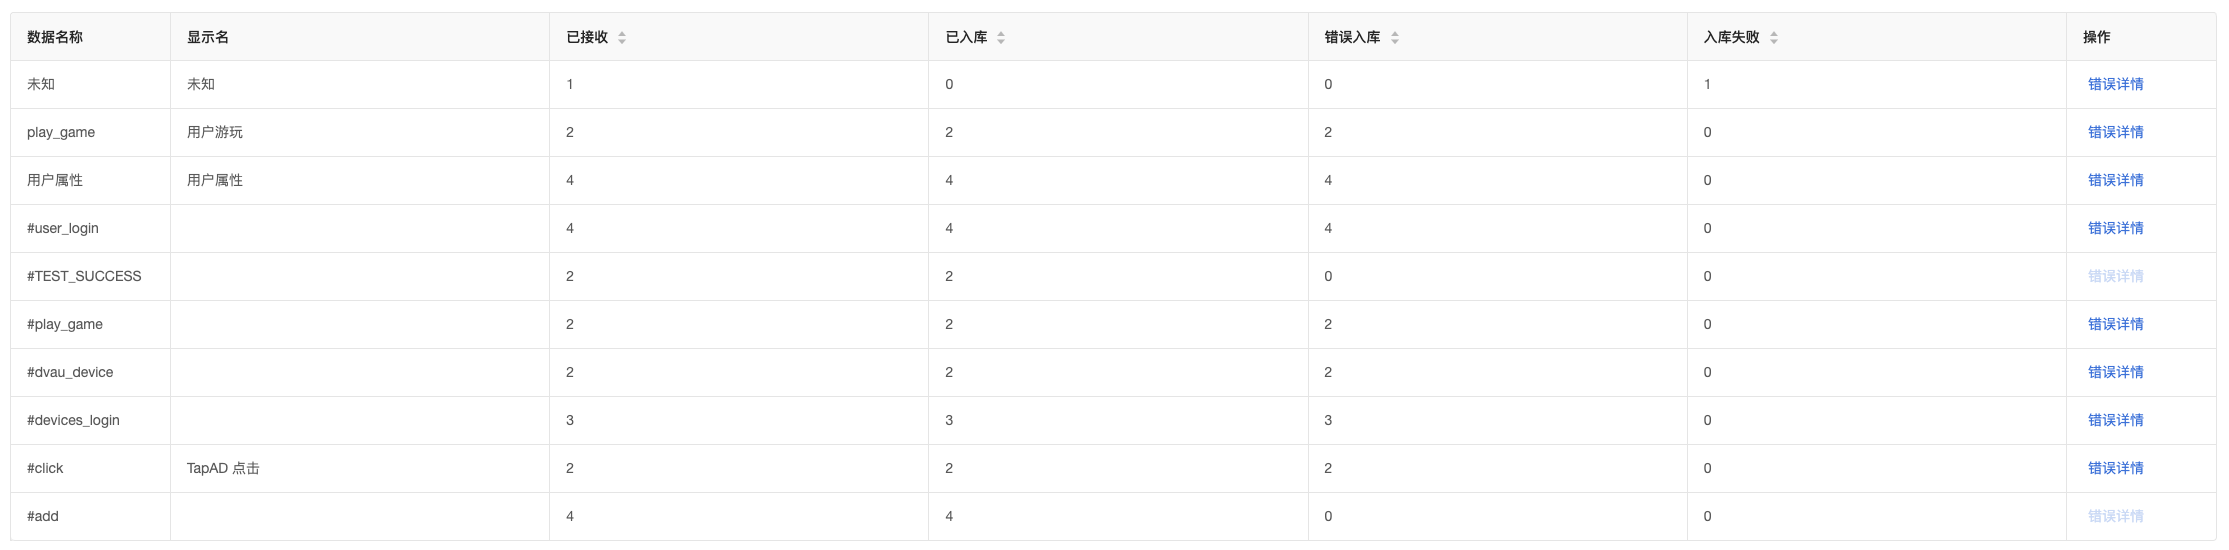 数据名称 显示名 已接收 已入库 错误入库 入库失败 操作
未知 未知 1 0 0 1 错误详情
play_game 用户游玩 2 2 2 0 错误详情
用户属性 用户属性 4 4 4 0 错误详情
#user_login 4 4 4 0 错误详情
#TEST_SUCCESS 2 2 0 0 错误详情
#play_game 2 2 2 0 错误详情
#dvau_device 2 2 2 0 错误详情
#devices_login 3 3 3 0 错误详情
#click TapAD 点击 2 2 2 0 错误详情
#add 4 4 0 0 错误详情